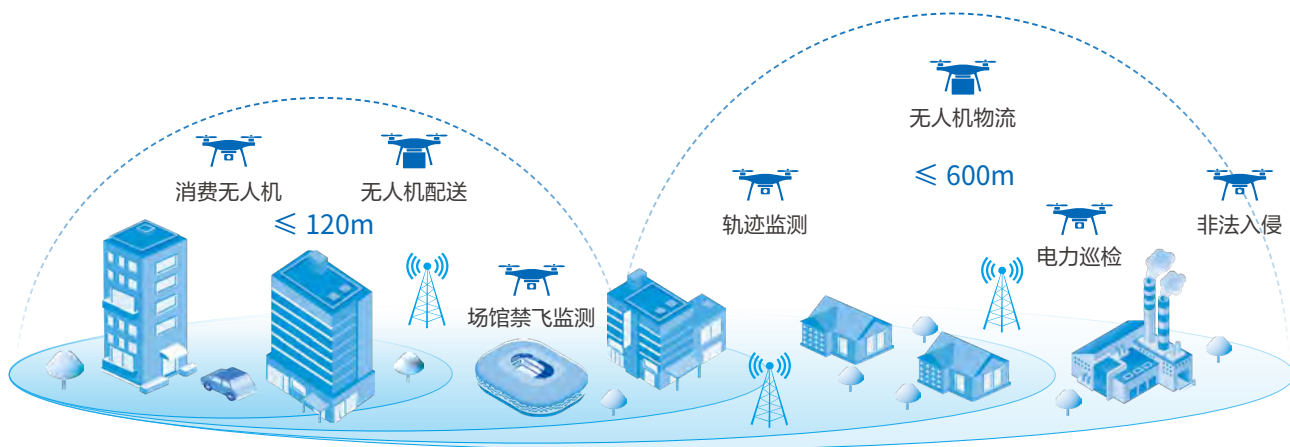 消费无人机
无人机配送
≤ 120m
场馆禁飞监测
无人机物流
≤ 600m
轨迹监测
电力巡检
非法入侵